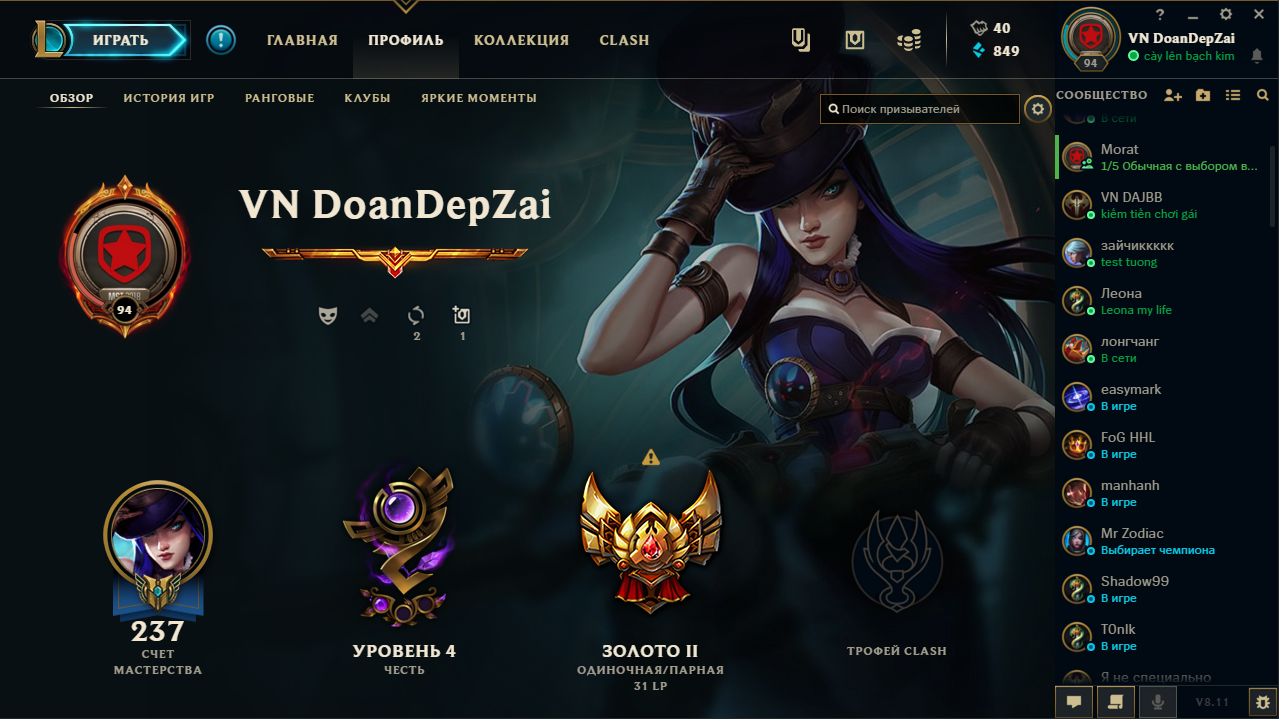 ИГРАТЬ
!
ГЛАВНАЯ
ПРОФИЛЬ
КОЛЛЕКЦИЯ
CLASH
40
849
?
94
VN DoanDepZai
cày lên bạch kim
ОБЗОР
ИСТОРИЯ ИГР
РАНГОВЫЕ
КЛУБЫ
ЯРКИЕ МОМЕНТЫ
Поиск призывателей
СООБЩЕСТВО
VN DoanDepZai
94
2
1
237
СЧЕТ
МАСТЕРСТВА
УРОВЕНЬ 4
ЧЕСТЬ
ЗОЛОТО II
ОДИНОЧНАЯ/ПАРНАЯ
31 LP
ТРОФЕЙ CLASH
В сети
Morat
1/5 Обычная с выбором в...
VN DAJBB
kiếm tiền chơi gái
зайчиккккк
test tuong
Леона
Leona my life
лонгчанг
В сети
easymark
В игре
FoG HHL
В игре
manhanh
В игре
Mr Zodiac
Выбирает чемпиона
Shadow99
В игре
T0nlk
В игре
Я не специально
V8.11